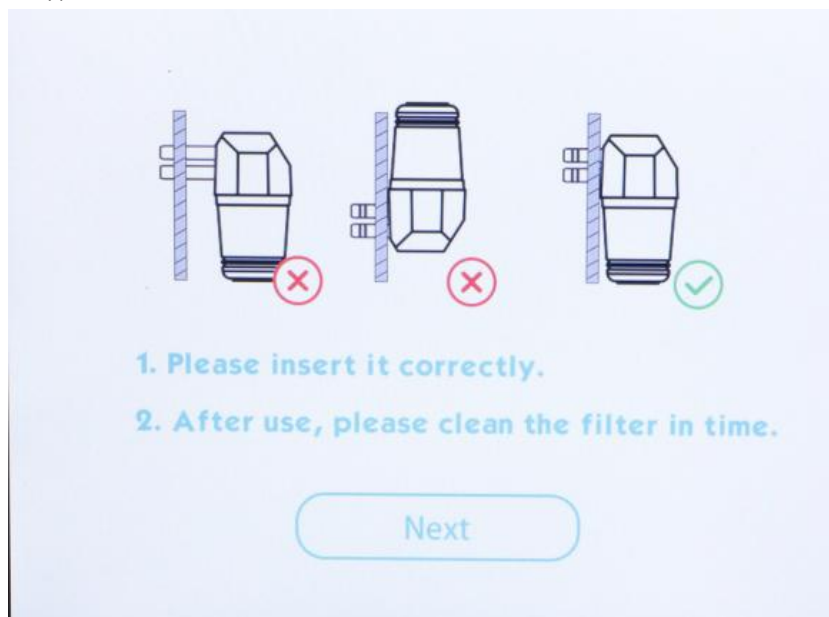 1. Please insert it correctly.
2. After use, please clean the filter in time.
Next